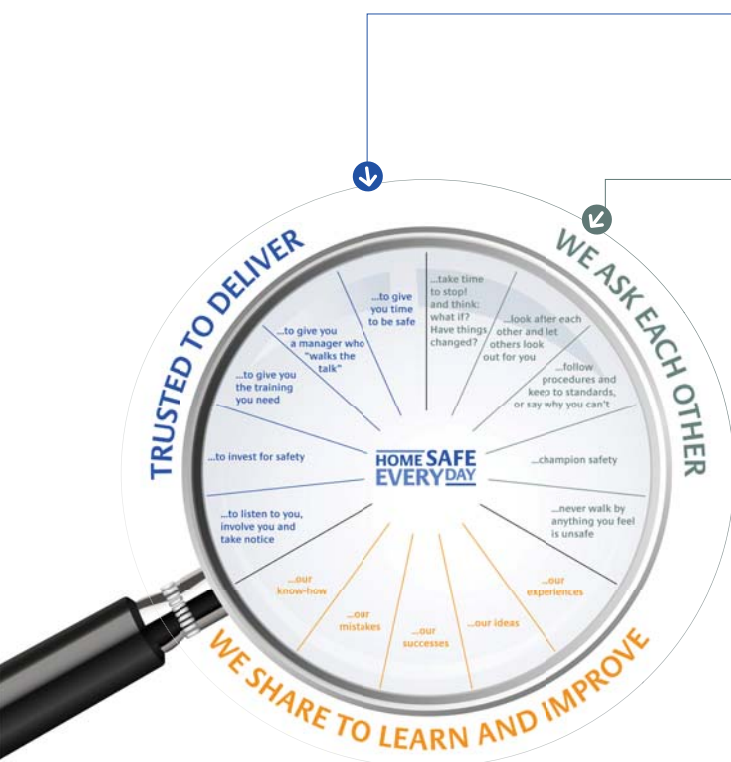 TRUSTED TO DELIVER
...to listen to you,
involve you and
take notice
...to invest for safety
...to give you
the training
you need
...to give you
a manager who
"walks the
talk"
...to give
you time
to be safe
WE ASK EACH OTHER
...take time
to stop!
and think:
what if?
Have things
changed?
...look after each
other and let
others look
out for you
...follow
procedures and
keep to standards,
or say why you can't
...champion safety
...never walk by
anything you feel
is unsafe
HOME SAFE
EVERY DAY
WE SHARE TO LEARN AND IMPROVE
...our
know-how
...our
mistakes
...our
successes
...our ideas
...our
experiences